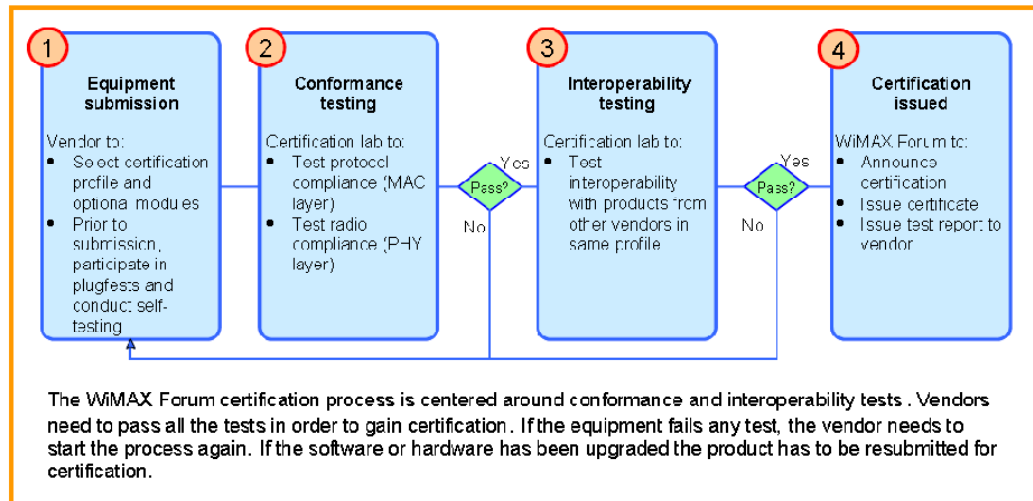 1
Equipment
submission
Vendor to:
• Select certification
profile and
optional modules
• Prior to
submission,
participate in
plugfests and
conduct self-
testing
2
Conformance
testing
Certification lab to:
• Test protocol
compliance (MAC
layer)
• Test radio
compliance (PHY
layer)
Pass?
Yes
No
3
Interoperability
testing
Certification lab to:
• Test
interoperability
with products from
other vendors in
same profile
Pass?
Yes
No
4
Certification
issued
WiMAX Forum to:
• Announce
certification
• Issue certificate
• Issue test report to
vendor
The WiMAX Forum certification process is centered around conformance and interoperability tests . Vendors
need to pass all the tests in order to gain certification . If the equipment fails any test, the vendor needs to
start the process again. If the software or hardware has been upgraded the product has to be resubmitted for
certification.